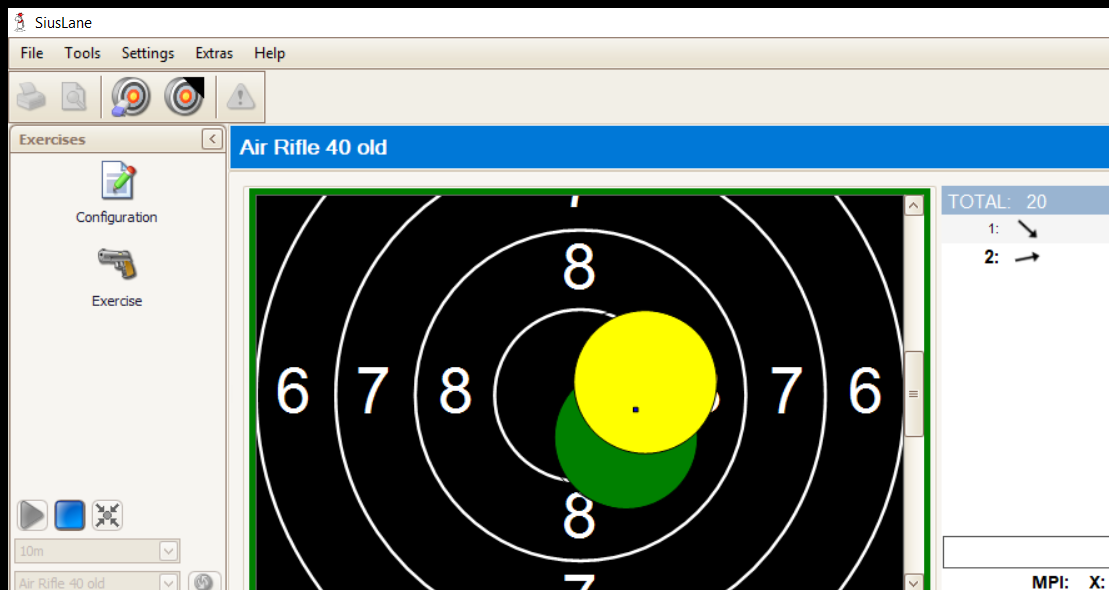 SiusLane
File Tools Settings Extras Help
Exercises
Air Rifle 40 old
Configuration
Exercise
TOTAL: 20
1:
2:
7
8
6 7 8 7 6
8
7
10m
Air Rifle 40 old
MPI: X: